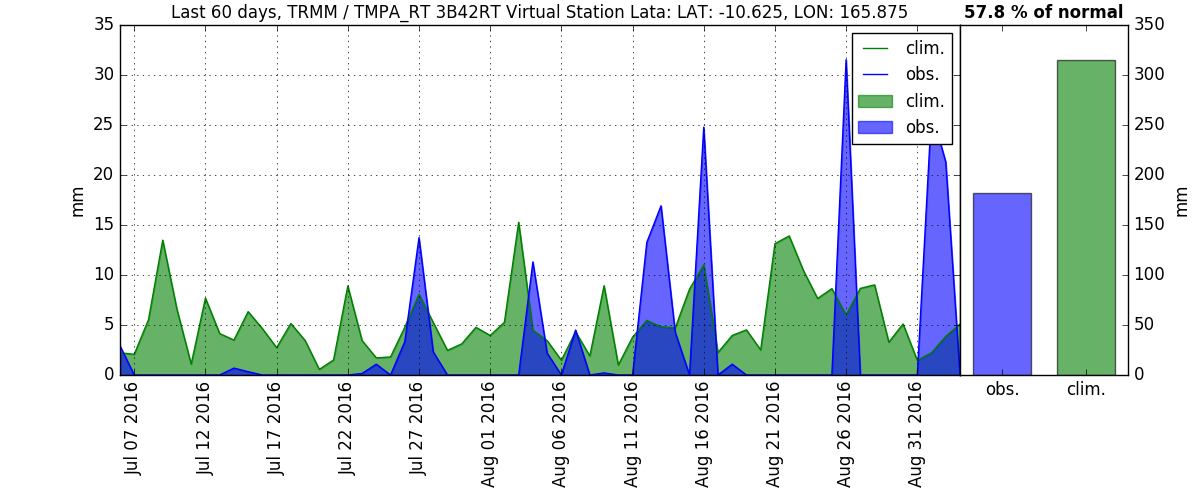 Last 60 days, TRMM / TMPA_RT 3B42RT Virtual Station Lata: LAT: -10.625, LON: 165.875
57.8 % of normal
35
30
25
20
15
10
5
0
mm
clim.
obs.
clim.
obs.
350
300
250
200
150
100
50
0
mm
obs.
clim.
Jul 07 2016
Jul 12 2016
Jul 17 2016
Jul 22 2016
Jul 27 2016
Aug 01 2016
Aug 06 2016
Aug 11 2016
Aug 16 2016
Aug 21 2016
Aug 26 2016
Aug 31 2016